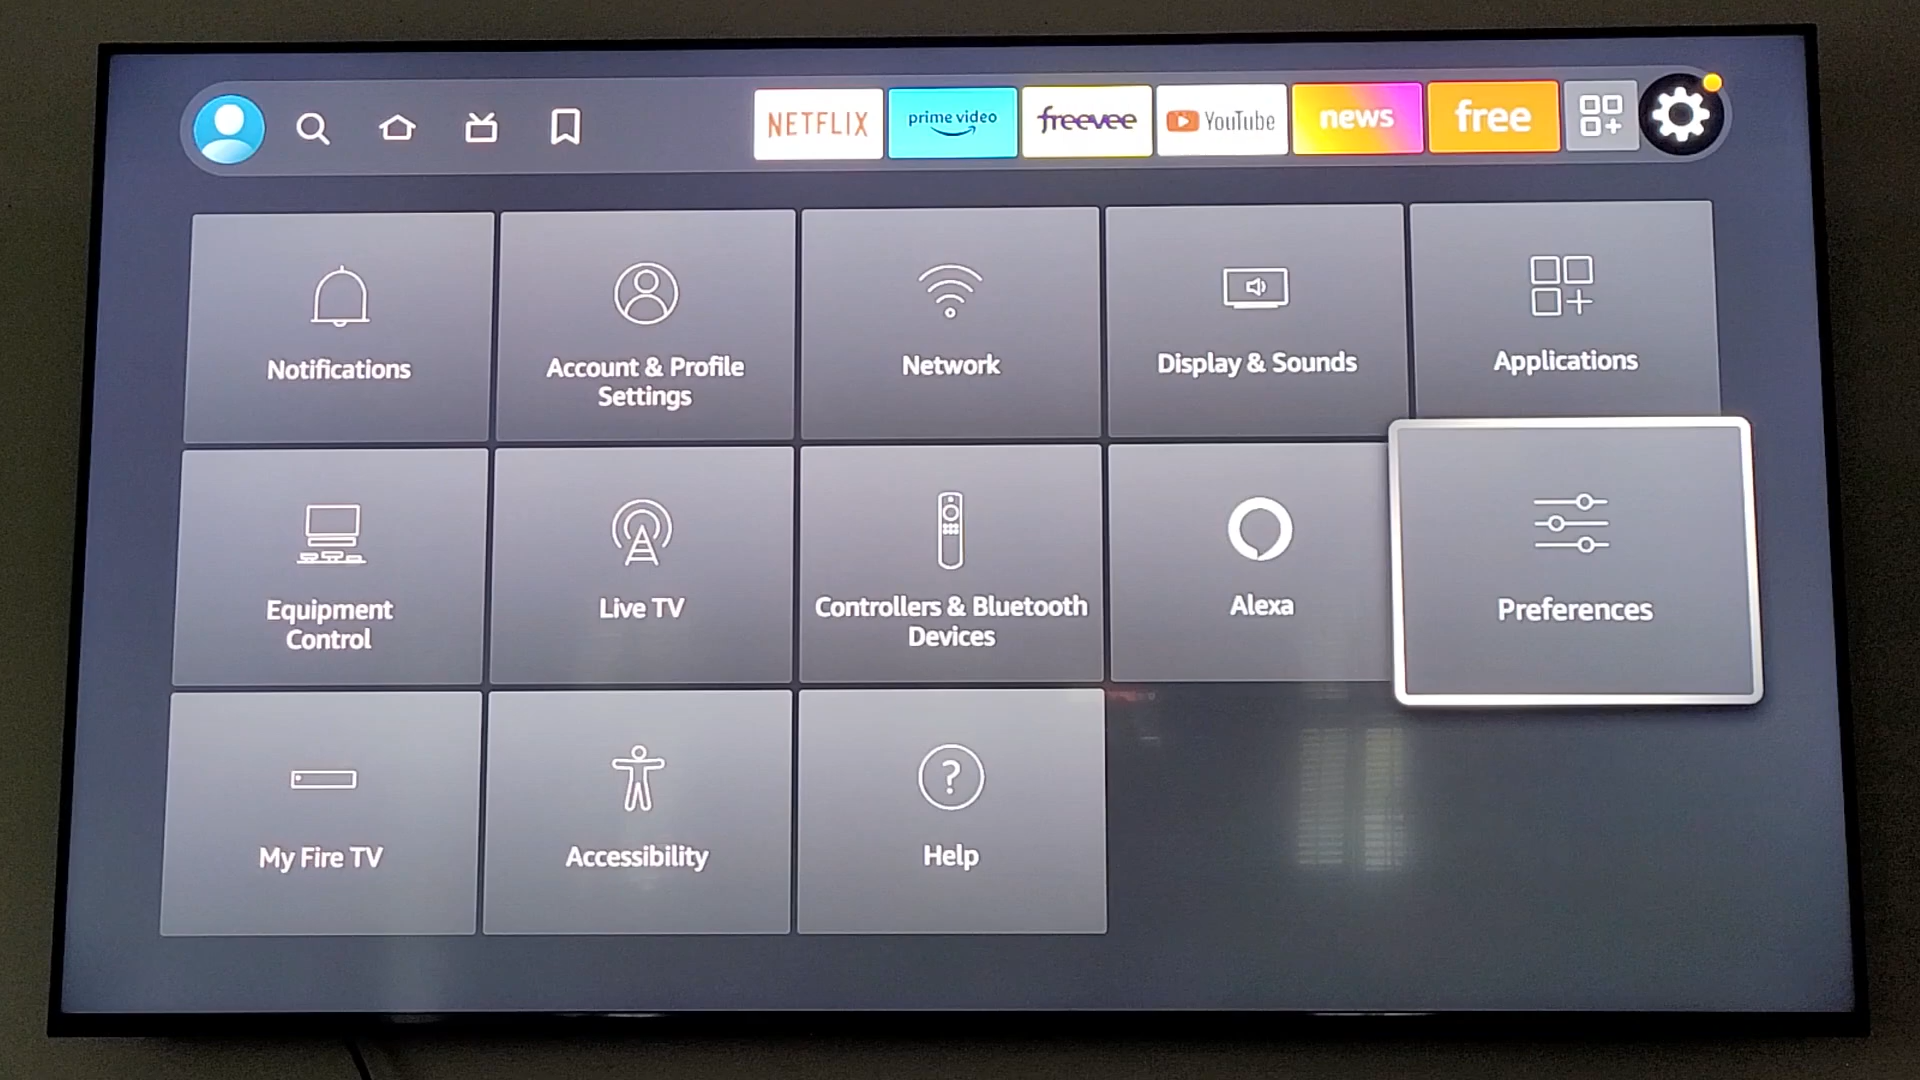 NETFLIX
prime video
freevee
YouTube
news
free
Notifications
Account & Profile
Settings
Network
Display & Sounds
Applications
Equipment
Control
Live TV
Controllers & Bluetooth
Devices
Alexa
Preferences
My Fire TV
Accessibility
?
Help